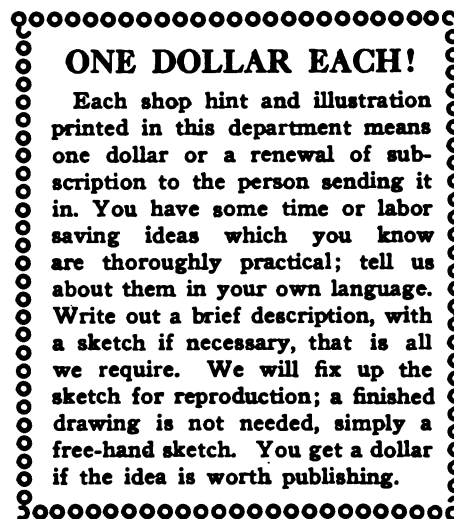 ONE DOLLAR EACH!
Each shop hint and illustration
printed in this department means
one dollar or a renewal of sub-
scription to the person sending it
in. You have some time or labor
saving ideas which you know
are thoroughly practical; tell us
about them in your own language.
Write out a brief description, with
a sketch if necessary, that is all
we require. We will fix up the
sketch for reproduction; a finished
drawing is not needed, simply a
free-hand sketch. You get a dollar
if the idea is worth publishing.